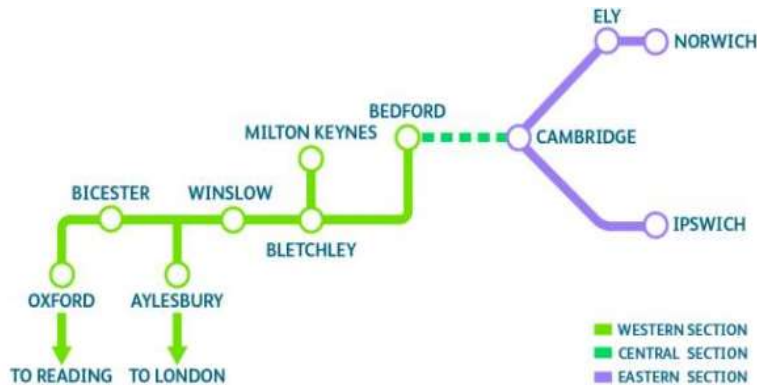 ELY
NORWICH
BEDFORD
MILTON KEYNES
CAMBRIDGE
BICESTER
WINSLOW
IPSWICH
BLETCHLEY
OXFORD
AYLESBURY
WESTERN SECTION
CENTRAL SECTION
TO READING
TO LONDON
EASTERN SECTION